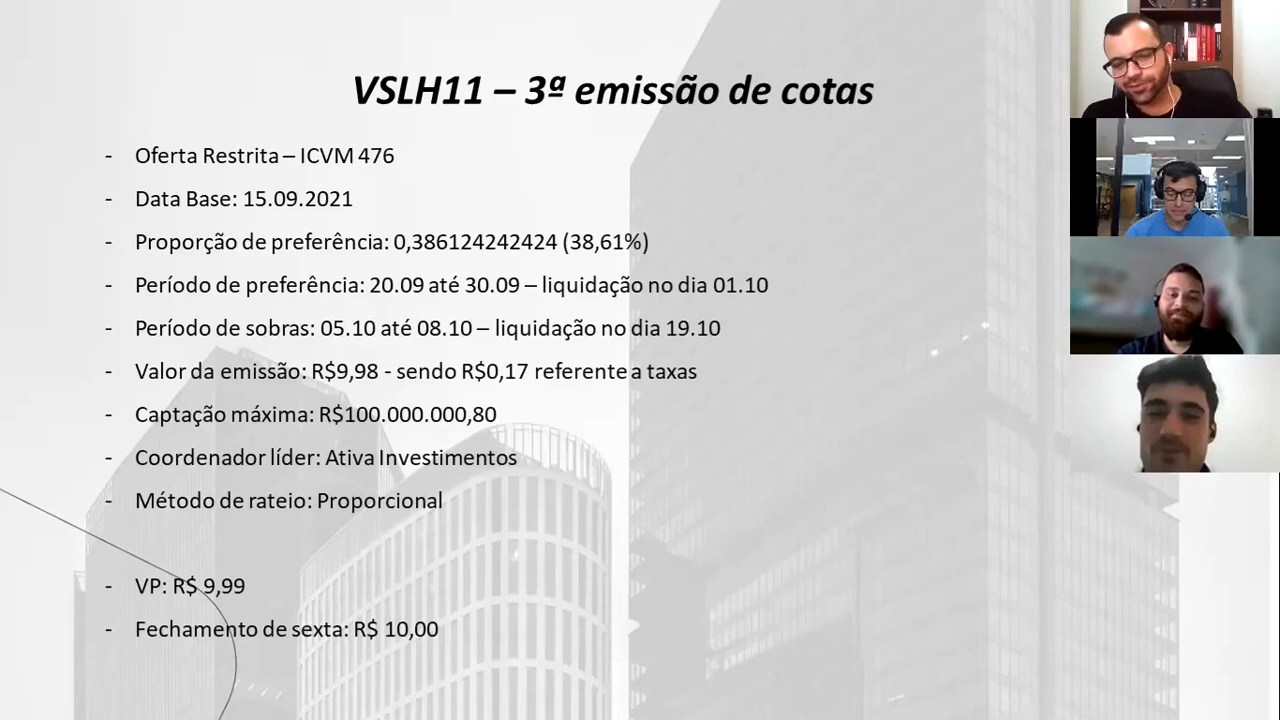 VSLH11 – 3ª emissão de cotas
- Oferta Restrita – ICVM 476
- Data Base: 15.09.2021
- Proporção de preferência: 0,386124242424 (38,61%)
- Período de preferência: 20.09 até 30.09 – liquidação no dia 01.10
- Período de sobras: 05.10 até 08.10 – liquidação no dia 19.10
- Valor da emissão: R$9,98 - sendo R$0,17 referente a taxas
- Captação máxima: R$100.000.000,80
- Coordenador líder: Ativa Investimentos
- Método de rateio: Proporcional
- VP: R$ 9,99
- Fechamento de sexta: R$ 10,00